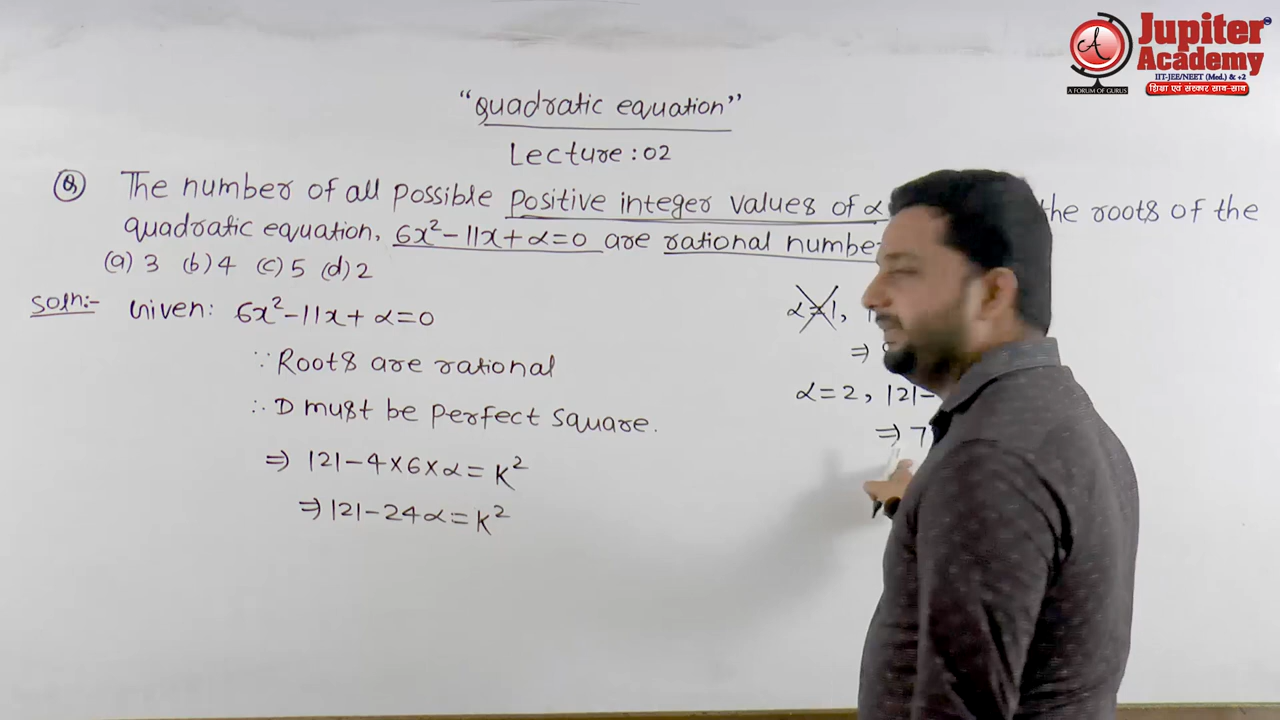 Jupiter
Academy
IIT-JEE/NEET (Med.) & +2
A FORUM OF GURUS
शिक्षा एवं संस्कार साथ-साथ
"Quadratic equation"
Lecture:02
Q The number of all possible positive integer values of α the roots of the
quadratic equation, 6x²-11x+α=0 are rational number
(a) 3 (b) 4 (c) 5 (d) 2
Soln:- Given: 6x²-11x+α=0
∵ Roots are rational
∴ D must be perfect square.
⇒ 121-4×6×α=K²
⇒ 121-24α=K²
α=1,
⇒
α=2, 121-
⇒ 7